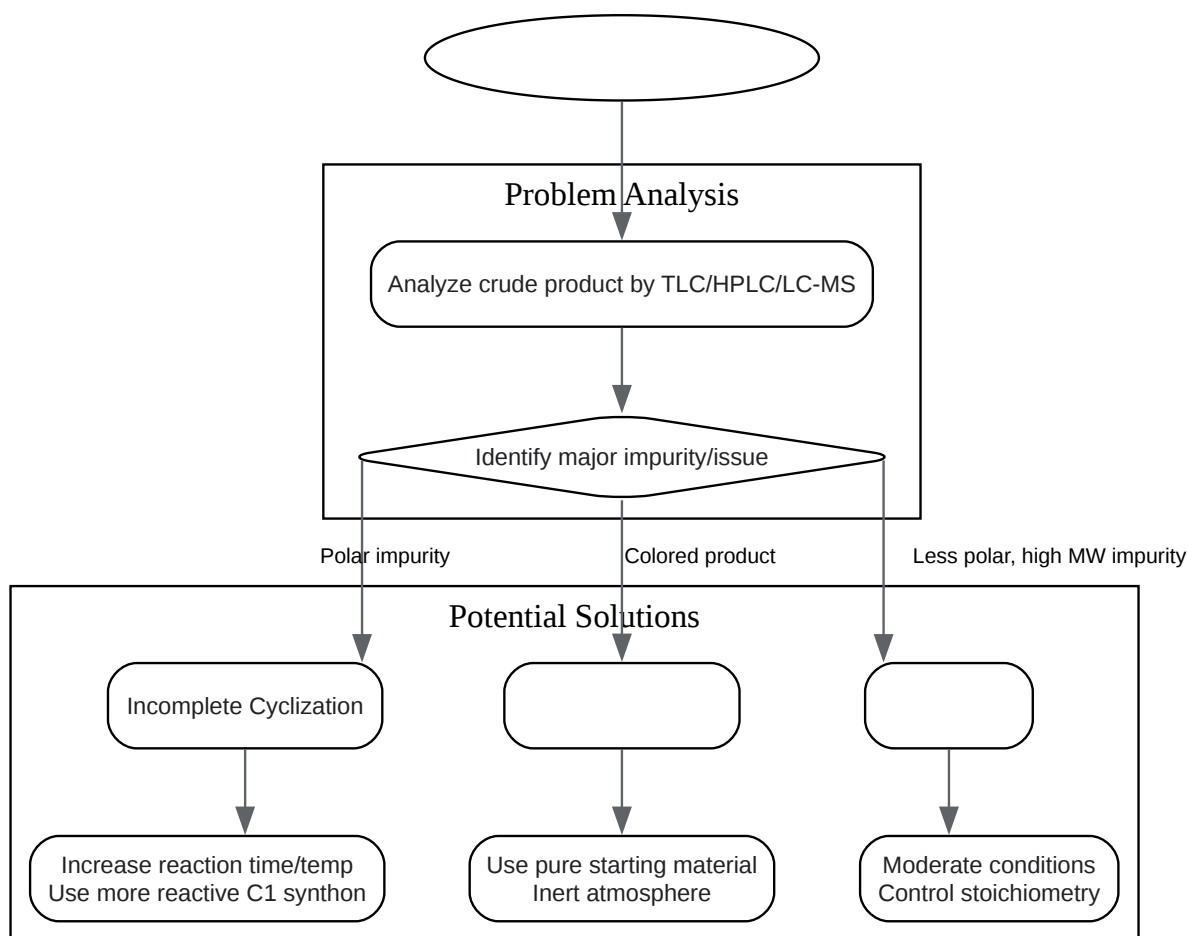 Problem Analysis
Analyze crude product by TLC/HPLC/LC-MS
Identify major impurity/issue
Polar impurity
Colored product
Less polar, high MW impurity
Potential Solutions
Incomplete Cyclization
Increase reaction time/temp
Use more reactive C1 synthon
Use pure starting material
Inert atmosphere
Moderate conditions
Control stoichiometry